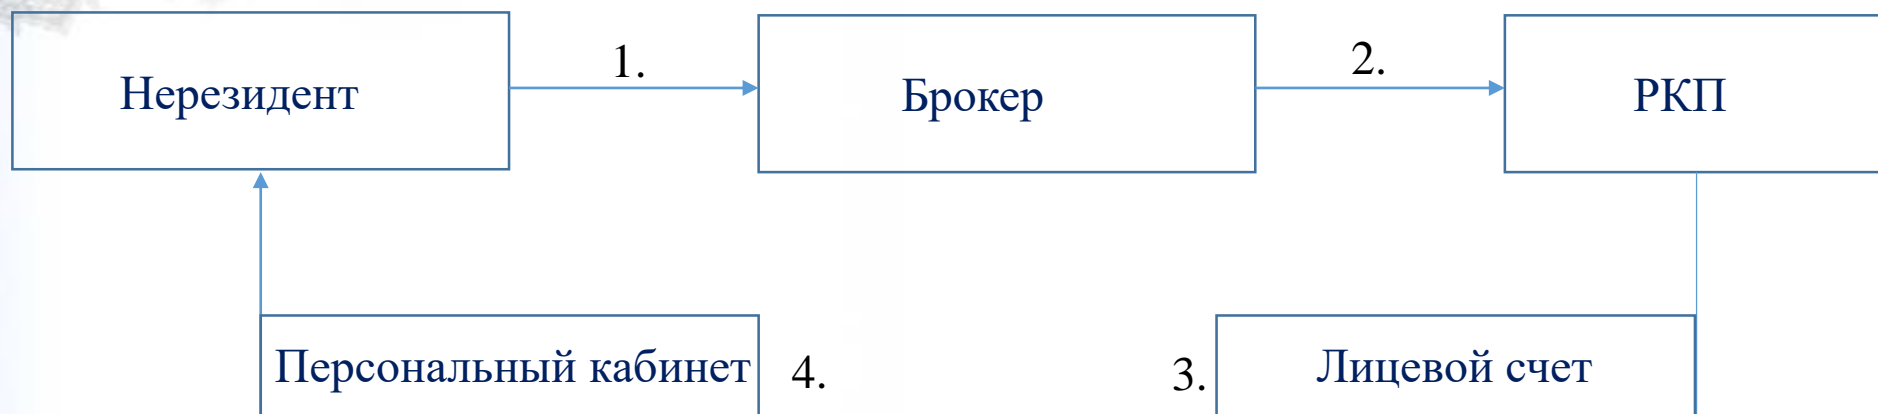 Нерезидент
1.
Брокер
2.
РКП
Персональный кабинет
4.
3.
Лицевой счет